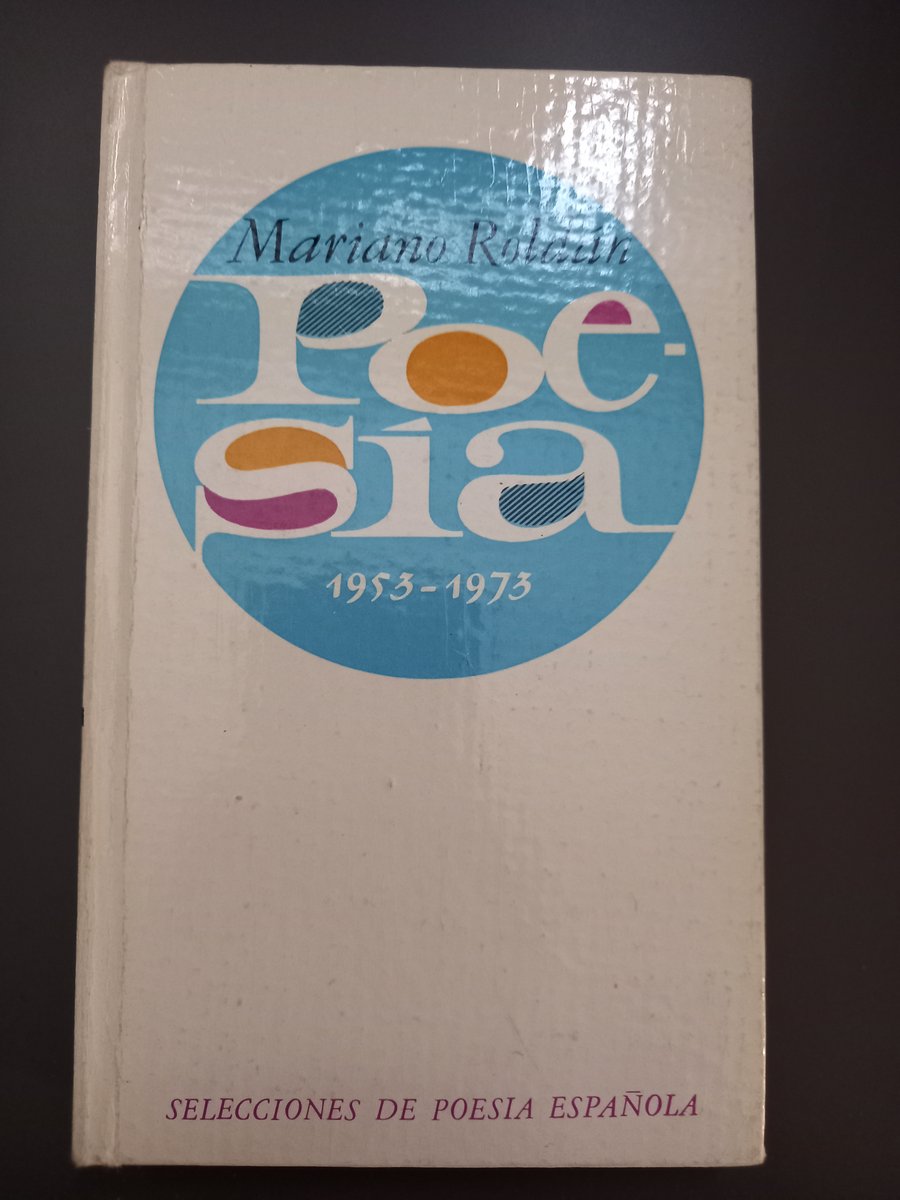 Mariano Roldán
Poe-
sía
1953-1973
SELECCIONES DE POESIA ESPAÑOLA